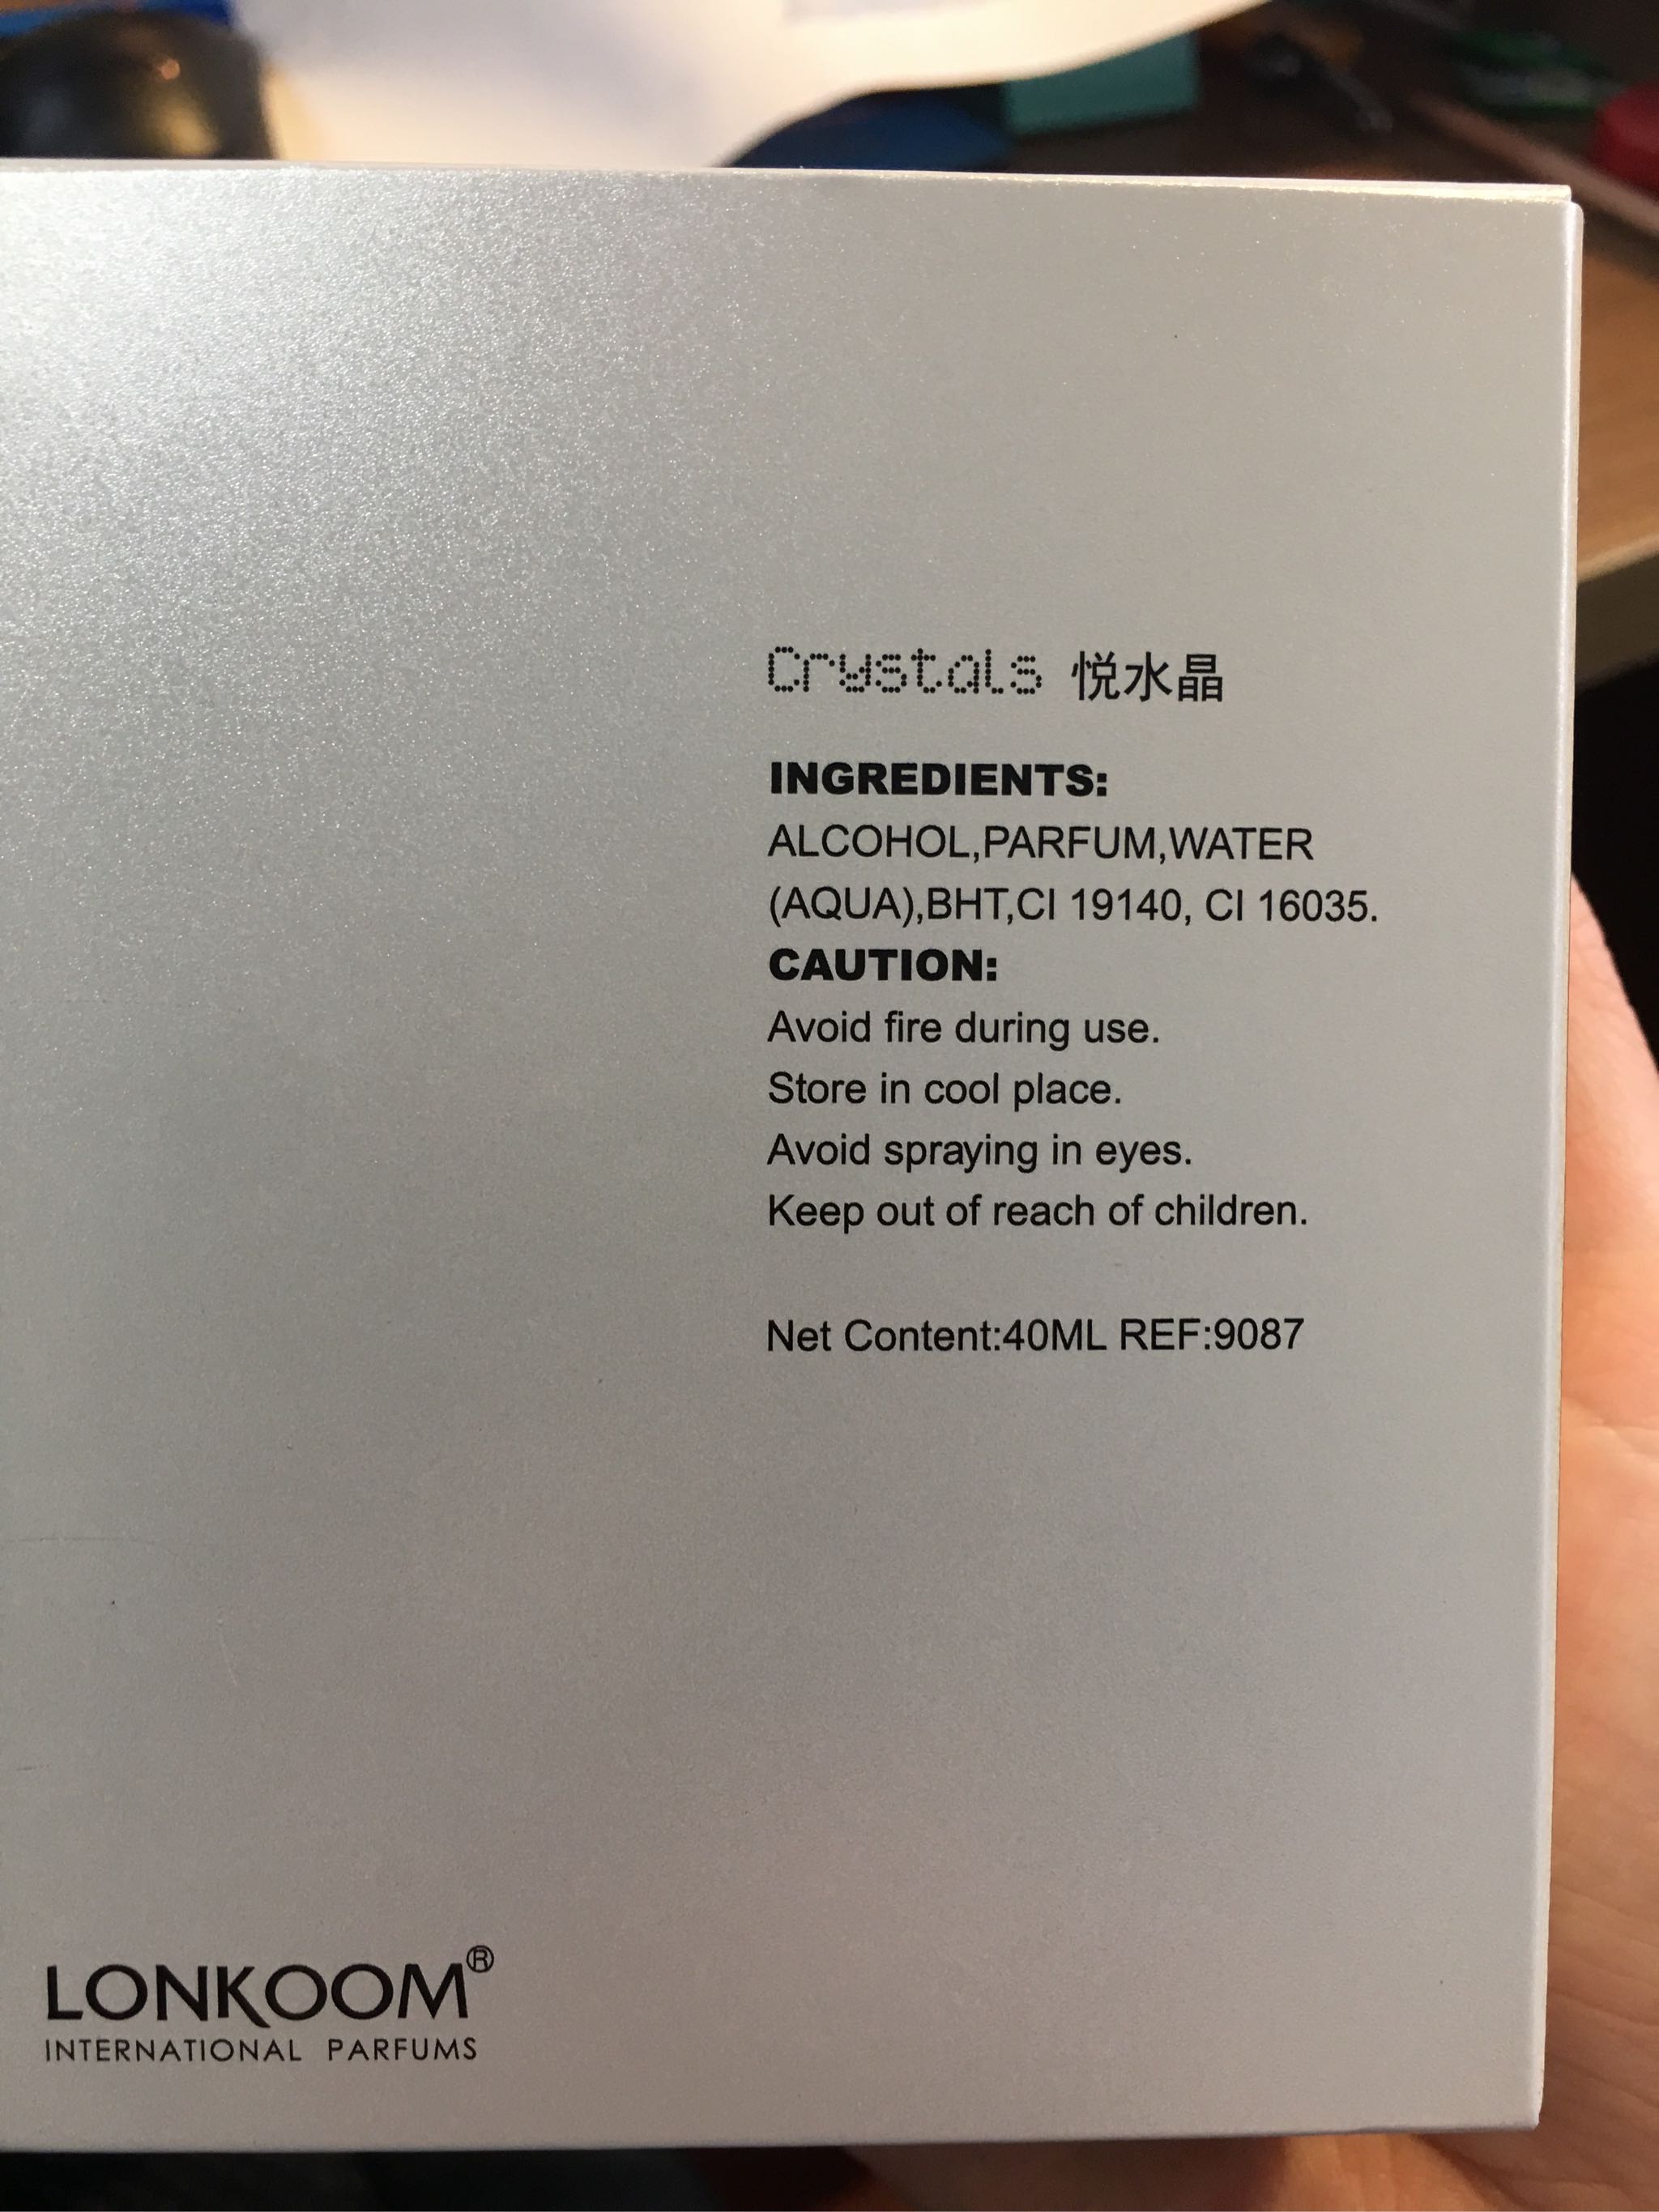 Crystals 悦水晶
INGREDIENTS:
ALCOHOL,PARFUM,WATER
(AQUA),BHT,CI 19140, CI 16035.
CAUTION:
Avoid fire during use.
Store in cool place.
Avoid spraying in eyes.
Keep out of reach of children.
Net Content:40ML REF:9087
LONKOOM®
INTERNATIONAL PARFUMS